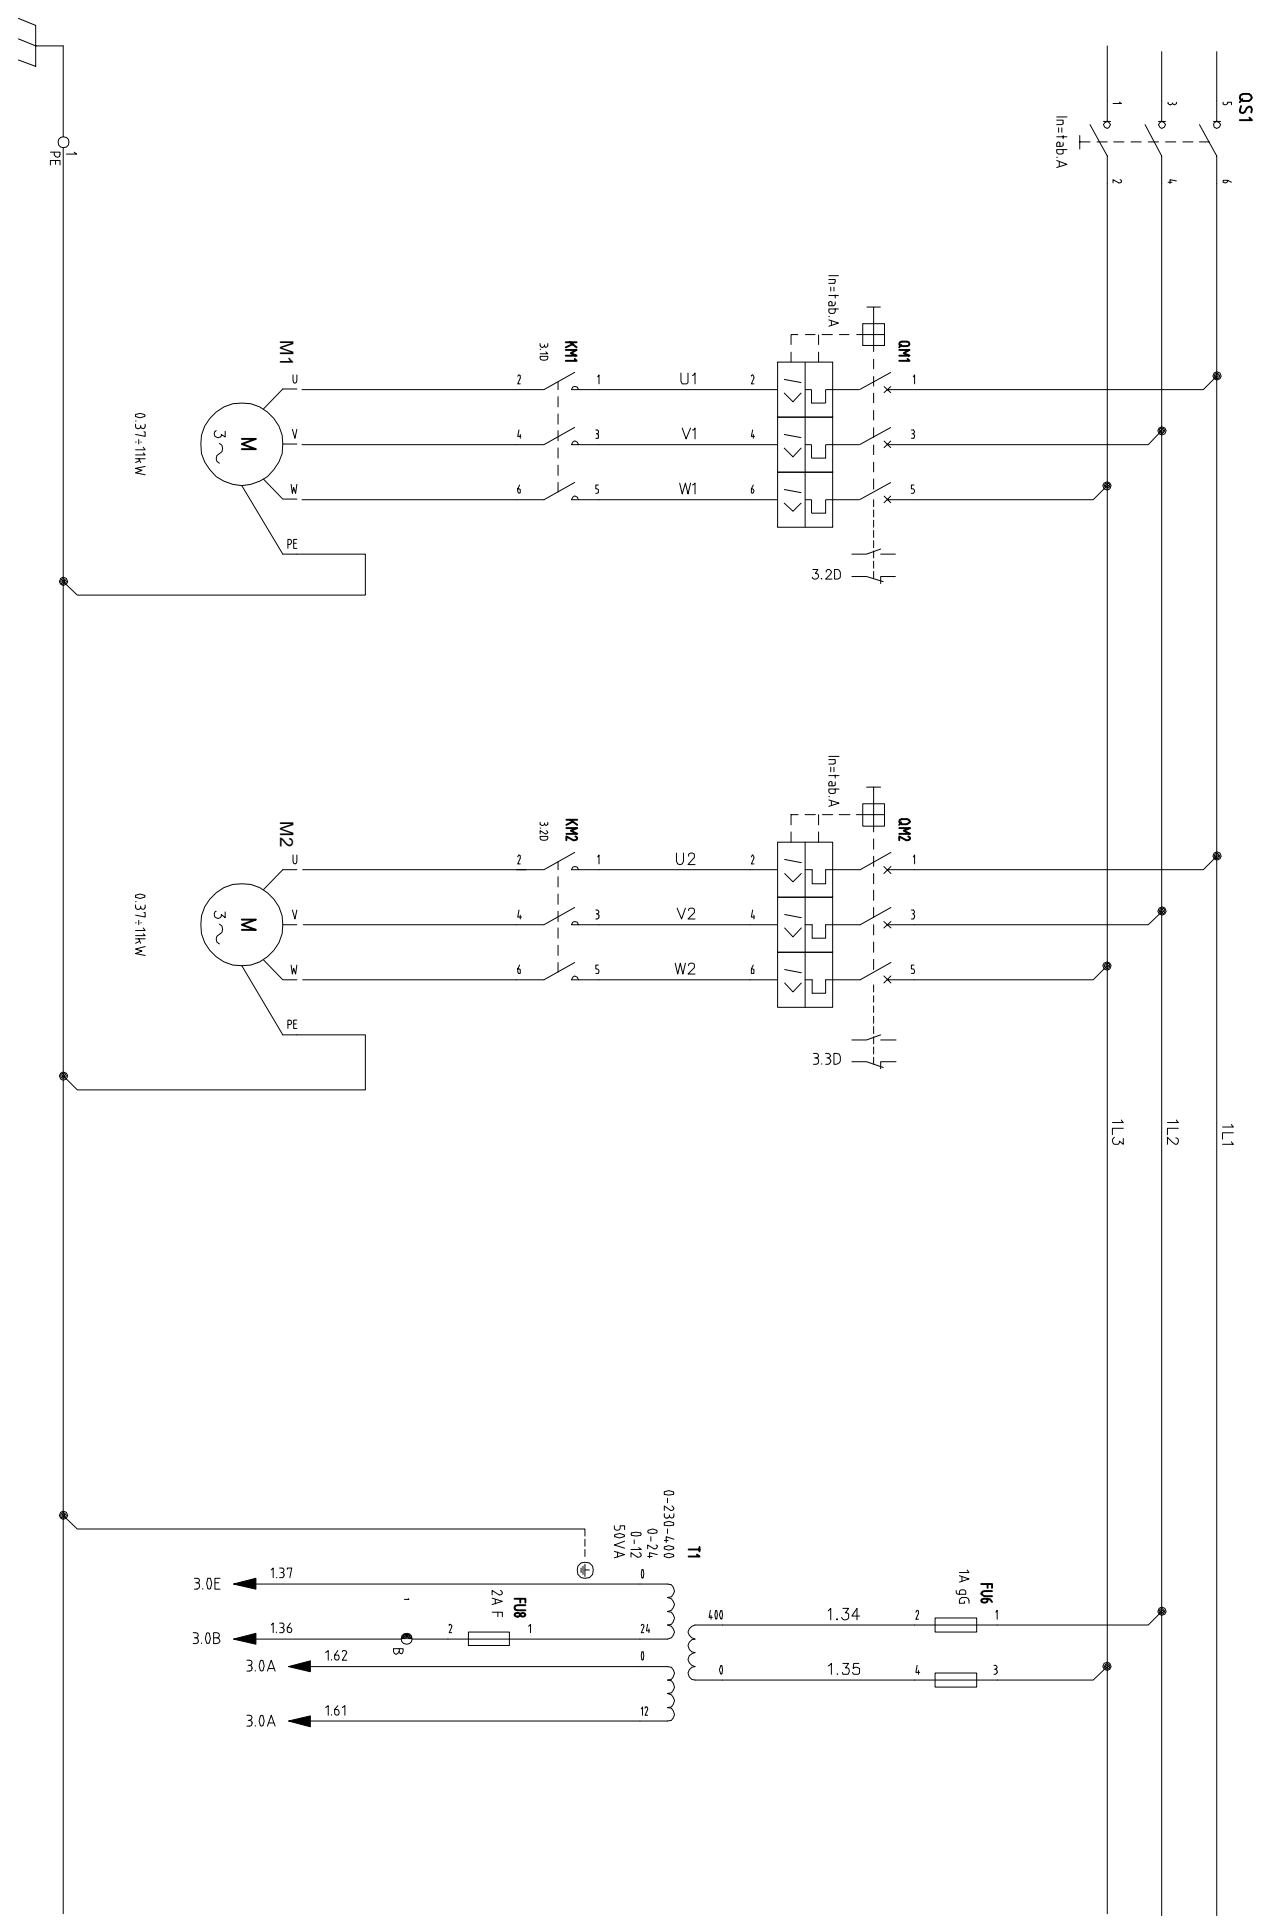 QS1
5
3
1
6
4
2
In=tab.A
1
PE
In=tab.A
QM1
KM1
3.1D
M1
U
2
1
U1
2
1
V
4
3
V1
4
3
W
6
5
W1
6
5
M
3~
0.37÷11kW
PE
3.2D
In=tab.A
QM2
KM2
3.2D
M2
U
2
1
U2
2
1
V
4
3
V2
4
3
W
6
5
W2
6
5
M
3~
0.37÷11kW
PE
3.3D
1L3
1L2
1L1
T1
0-230-400
0-24
0-12
50VA
3.0E
1.37
0
FU6
1A gG
FU8
2A F
400
1.34
2
1
3.0B
1.36
1
B
2
1
24
3.0A
1.62
0
0
1.35
4
3
3.0A
1.61
12